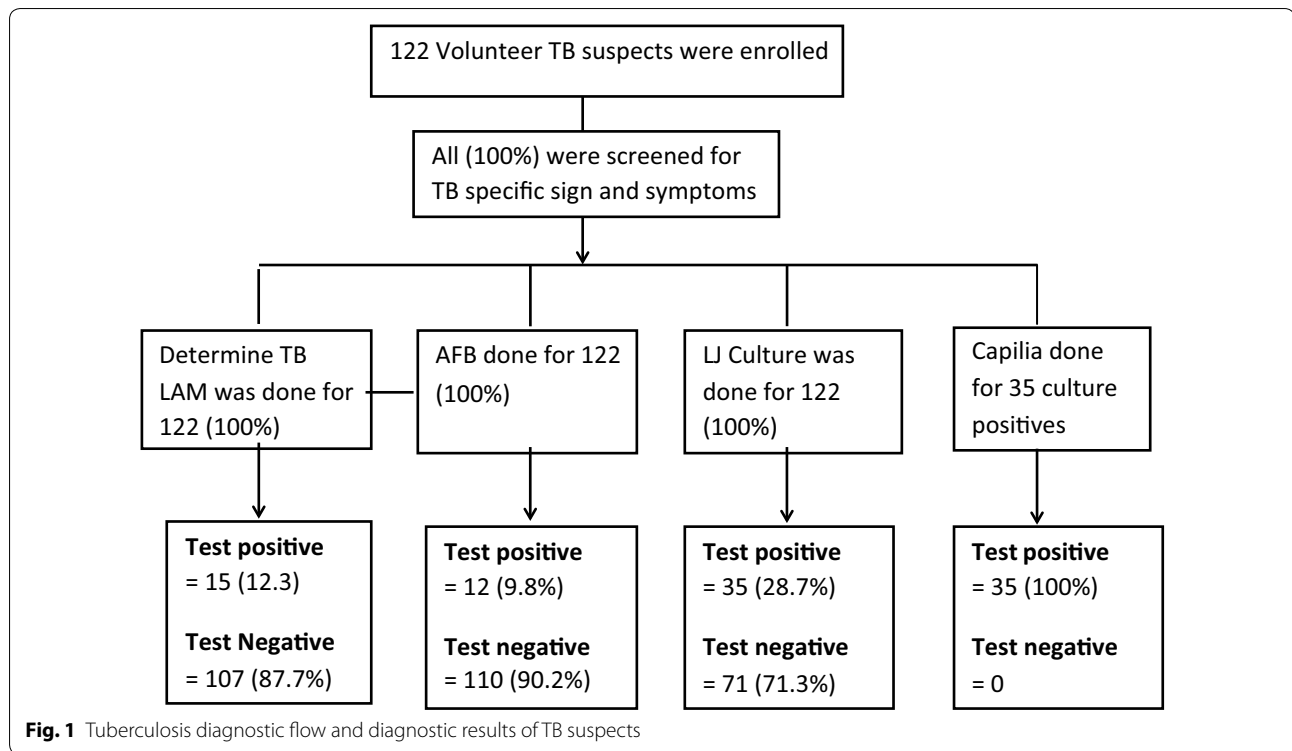 122 Volunteer TB suspects were enrolled
All (100%) were screened for
TB specific sign and symptoms
Determine TB
LAM was done for
122 (100%)
AFB done for 122
(100%)
LJ Culture was
done for 122
(100%)
Capilia done
for 35 culture
positives
Test positive
= 15 (12.3)
Test Negative
= 107 (87.7%)
Test positive
= 12 (9.8%)
Test negative
= 110 (90.2%)
Test positive
= 35 (28.7%)
Test negative
= 71 (71.3%)
Test positive
= 35 (100%)
Test negative
= 0
Fig. 1 Tuberculosis diagnostic flow and diagnostic results of TB suspects